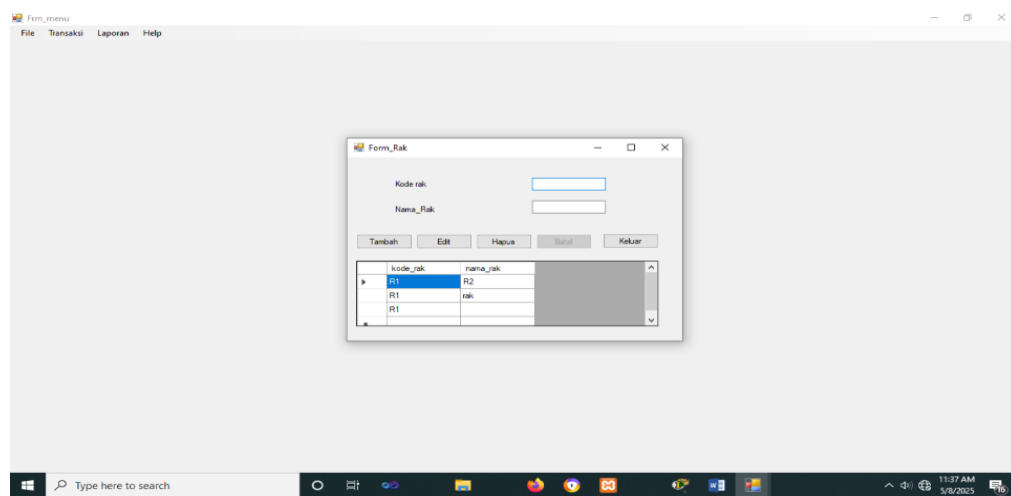 Frm_menu
File Transaksi Laporan Help
Form_Rak
Kode rak
Nama_Rak
Tambah Edit Hapus Batal Keluar
kode_rak nama_rak
R1 R2
R1 rak
R1
Type here to search
11:37 AM
5/8/2025
16